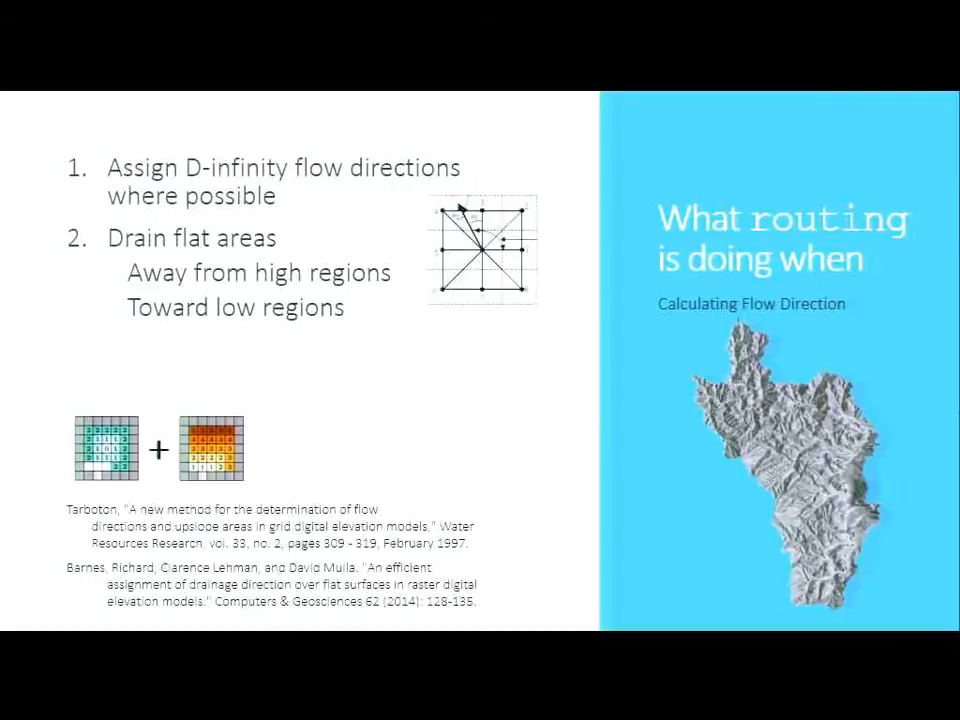 1. Assign D-infinity flow directions
where possible
2. Drain flat areas
Away from high regions
Toward low regions
+
Tarboton, "A new method for the determination of flow
directions and upslope areas in grid digital elevation models," Water
Resources Research, vol. 33, no. 2, pages 309 - 319, February 1997.
Barnes, Richard, Clarence Lehman, and David Mulla. "An efficient
assignment of drainage direction over flat surfaces in raster digital
elevation models." Computers & Geosciences 62 (2014): 128-135.
What routing
is doing when
Calculating Flow Direction